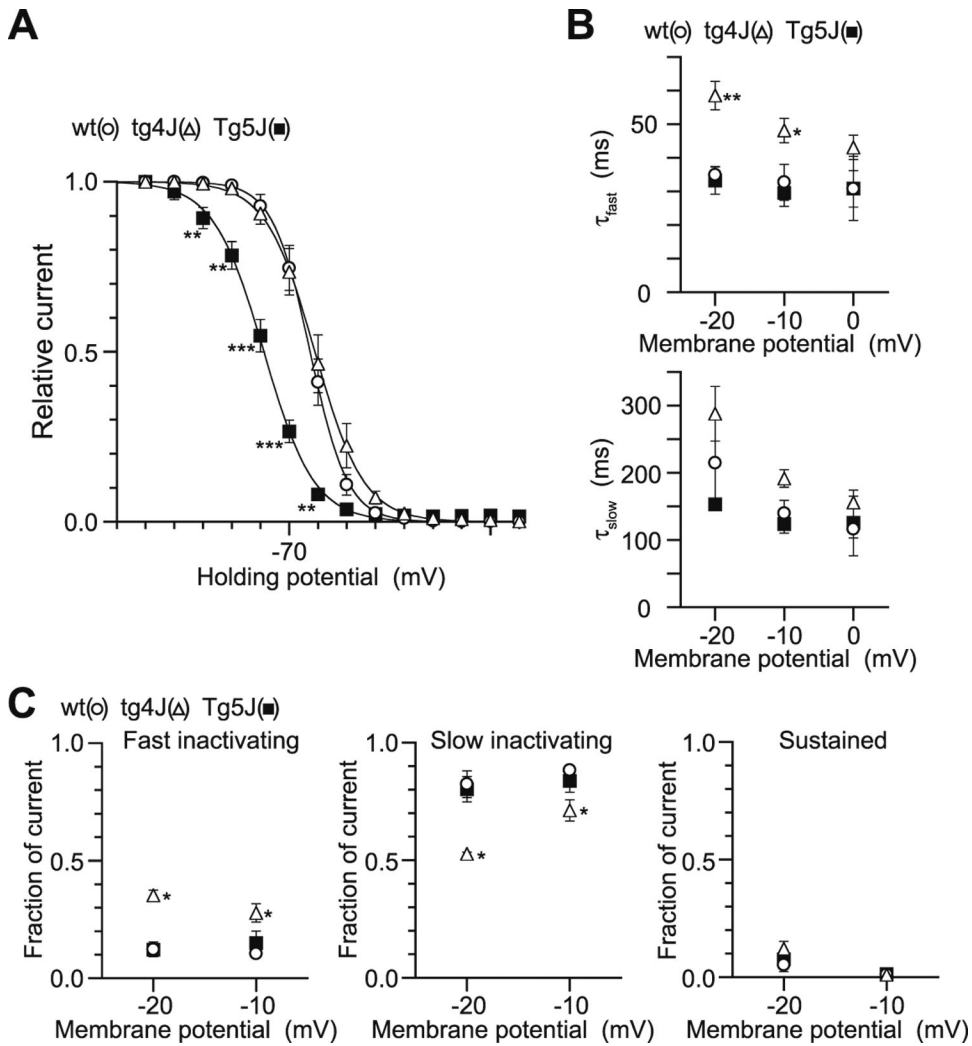 A
wt(○) tg4J(△) Tg5J(■)
Relative current
1.0
0.5
0.0
**
**
***
***
**
-70
Holding potential (mV)
B
wt(○) tg4J(△) Tg5J(■)
τfast (ms)
50
0
**
*
-20 -10 0
Membrane potential (mV)
τslow (ms)
300
200
100
0
-20 -10 0
Membrane potential (mV)
C
wt(○) tg4J(△) Tg5J(■)
Fast inactivating
Fraction of current
1.0
0.5
0.0
*
*
-20 -10
Membrane potential (mV)
Slow inactivating
Fraction of current
1.0
0.5
0.0
*
*
-20 -10
Membrane potential (mV)
Sustained
Fraction of current
1.0
0.5
0.0
-20 -10
Membrane potential (mV)